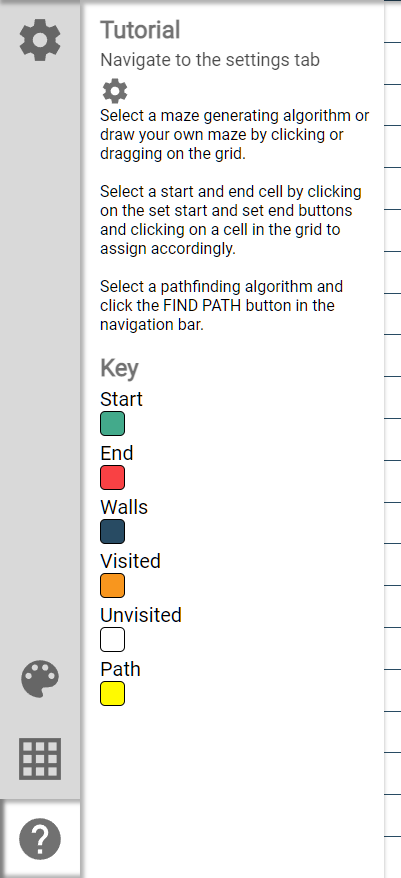 Tutorial
Navigate to the settings tab
Select a maze generating algorithm or
draw your own maze by clicking or
dragging on the grid.
Select a start and end cell by clicking
on the set start and set end buttons
and clicking on a cell in the grid to
assign accordingly.
Select a pathfinding algorithm and
click the FIND PATH button in the
navigation bar.
Key
Start
End
Walls
Visited
Unvisited
Path
?